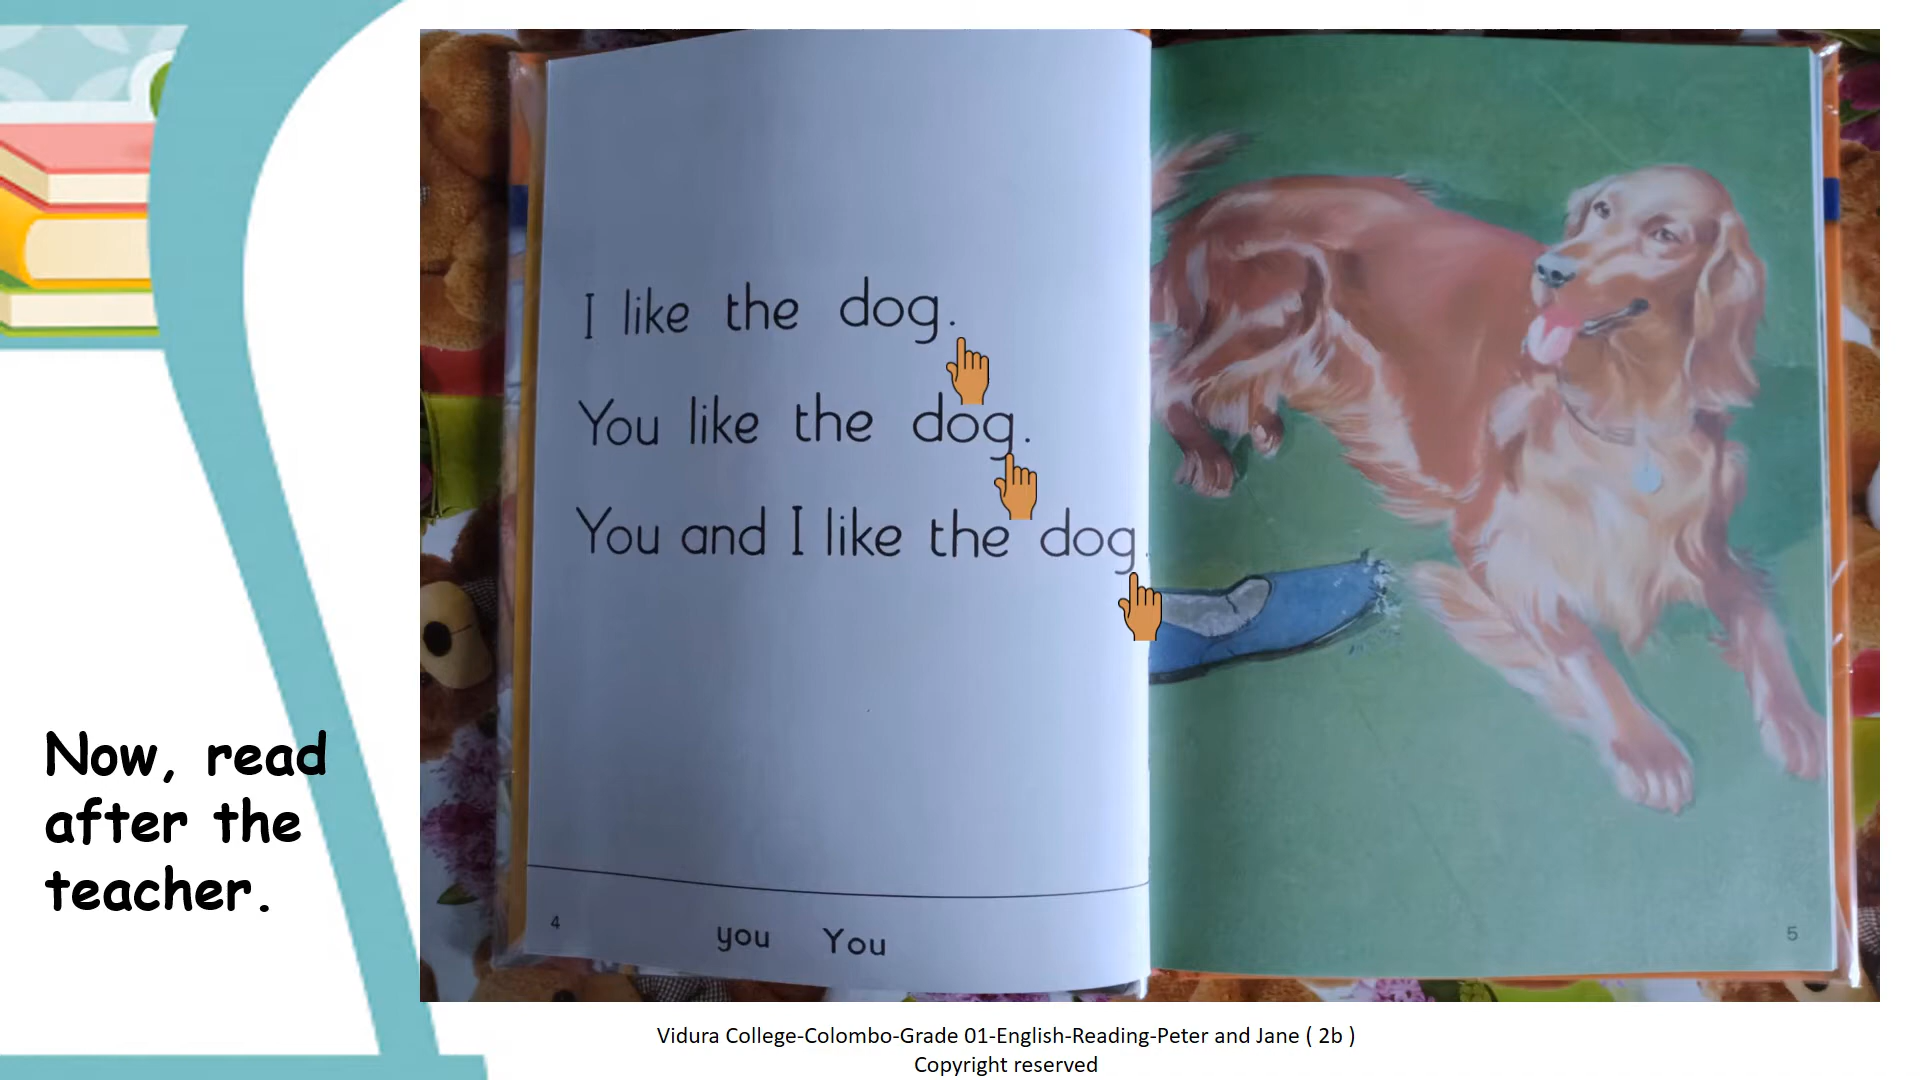 I like the dog.
You like the dog.
You and I like the dog.
4
you You
5
Now, read
after the
teacher.
Vidura College-Colombo-Grade 01-English-Reading-Peter and Jane ( 2b )
Copyright reserved